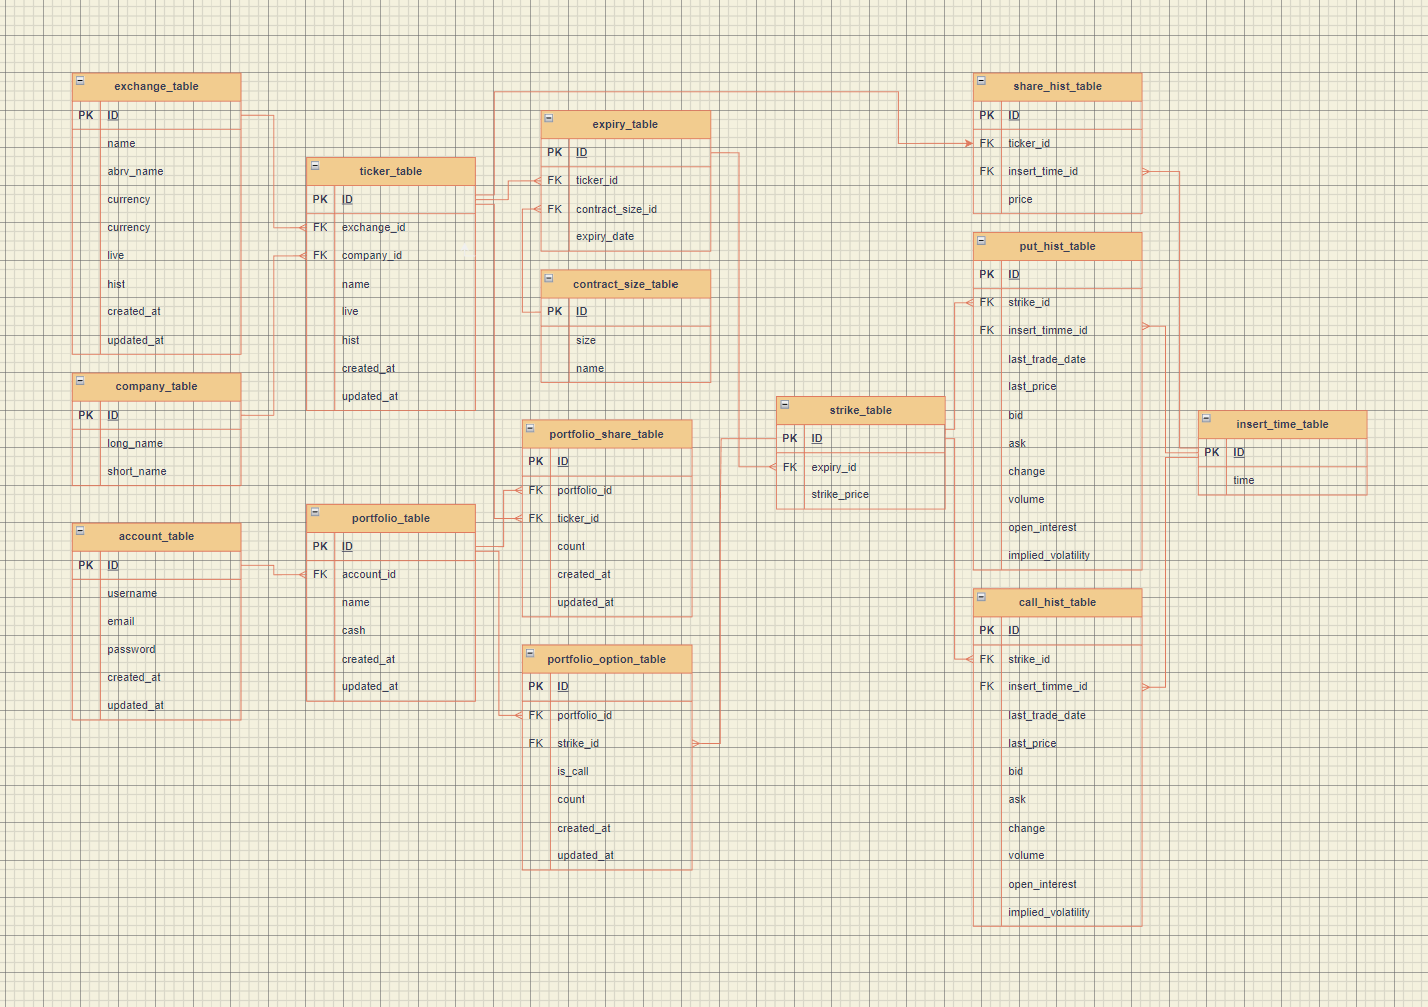 exchange_table
PK ID
name
abrv_name
currency
currency
live
hist
created_at
updated_at
company_table
PK ID
long_name
short_name
account_table
PK ID
username
email
password
created_at
updated_at
ticker_table
PK ID
FK exchange_id
FK company_id
name
live
hist
created_at
updated_at
portfolio_table
PK ID
FK account_id
name
cash
created_at
updated_at
expiry_table
PK ID
FK ticker_id
FK contract_size_id
expiry_date
contract_size_table
PK ID
size
name
portfolio_share_table
PK ID
FK portfolio_id
FK ticker_id
count
created_at
updated_at
portfolio_option_table
PK ID
FK portfolio_id
FK strike_id
is_call
count
created_at
updated_at
strike_table
PK ID
FK expiry_id
strike_price
share_hist_table
PK ID
FK ticker_id
FK insert_time_id
price
put_hist_table
PK ID
FK strike_id
FK insert_timme_id
last_trade_date
last_price
bid
ask
change
volume
open_interest
implied_volatility
call_hist_table
PK ID
FK strike_id
FK insert_timme_id
last_trade_date
last_price
bid
ask
change
volume
open_interest
implied_volatility
insert_time_table
PK ID
time